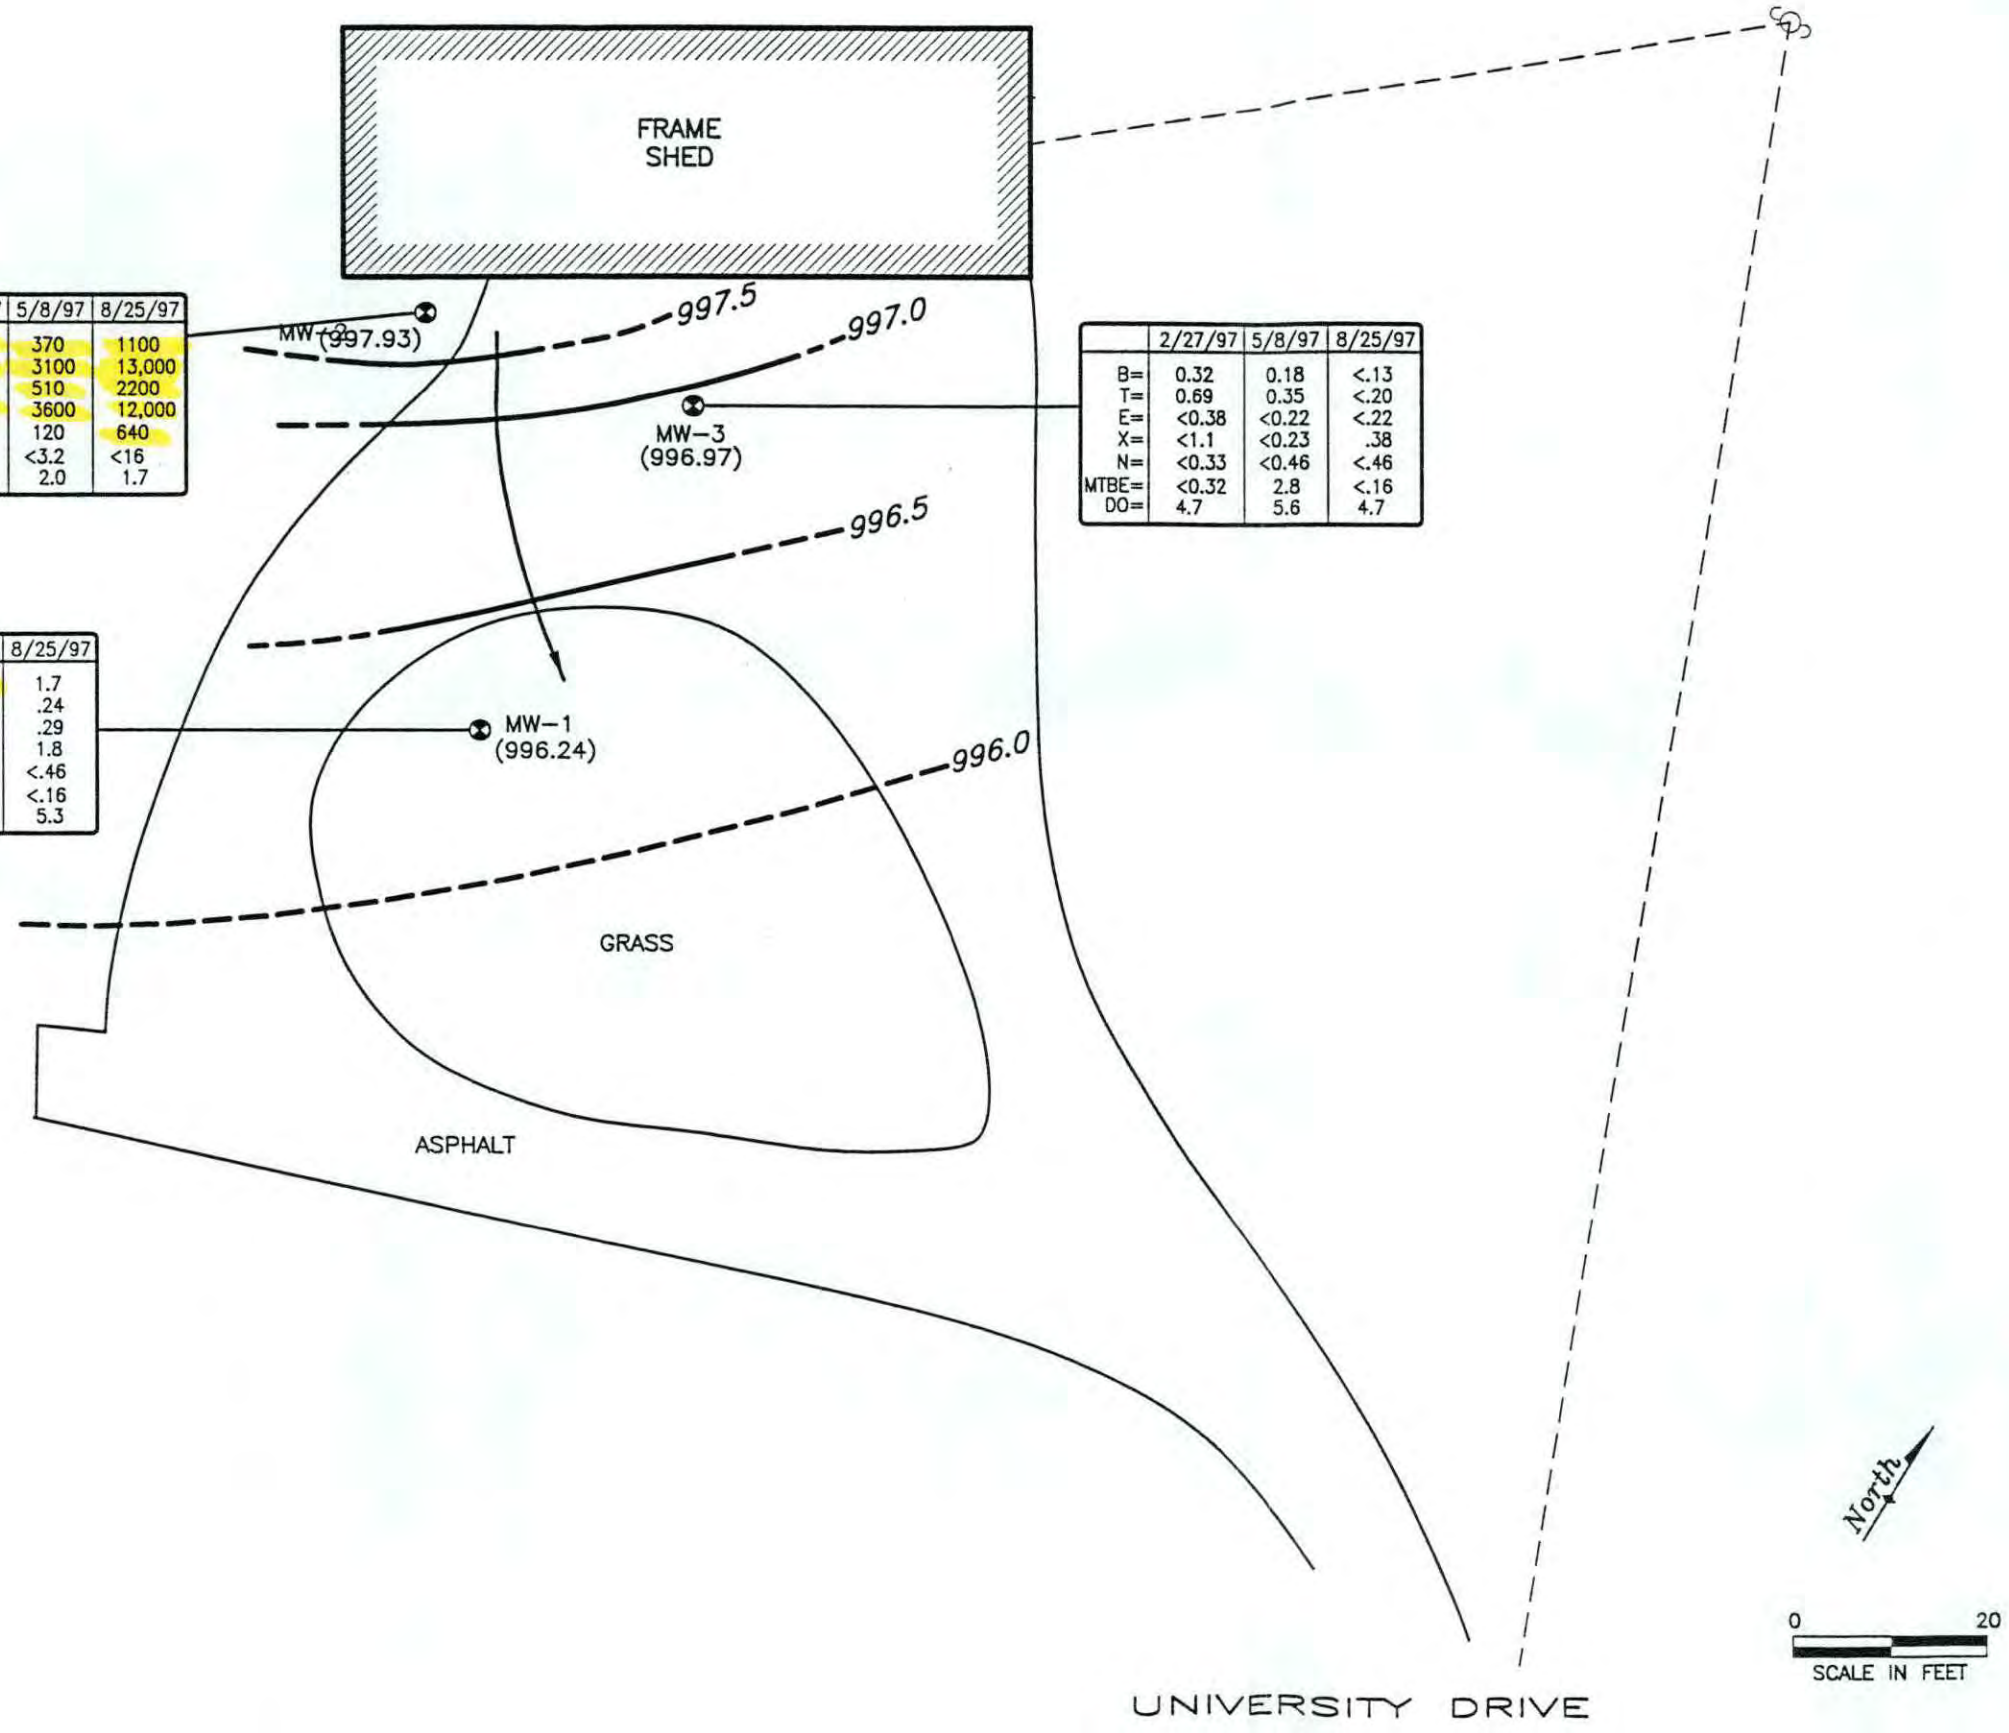 FRAME
SHED
997.5
997.0
MW-2
(997.93)
5/8/97 8/25/97
370 1100
3100 13,000
510 2200
3600 12,000
120 640
<3.2 <16
2.0 1.7
2/27/97 5/8/97 8/25/97
B= 0.32 0.18 <.13
T= 0.69 0.35 <.20
E= <0.38 <0.22 <.22
X= <1.1 <0.23 .38
N= <0.33 <0.46 <.46
MTBE= <0.32 2.8 <.16
DO= 4.7 5.6 4.7
MW-3
(996.97)
996.5
8/25/97
1.7
.24
.29
1.8
<.46
<.16
5.3
MW-1
(996.24)
996.0
GRASS
ASPHALT
North
0 20
SCALE IN FEET
UNIVERSITY DRIVE